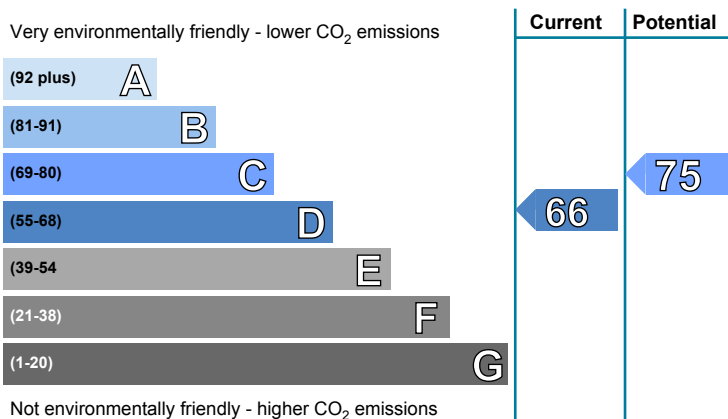 Very environmentally friendly - lower CO₂ emissions
Current
Potential
(92 plus) A
(81-91) B
(69-80) C
(55-68) D
(39-54 E
(21-38) F
(1-20) G
66
75
Not environmentally friendly - higher CO₂ emissions